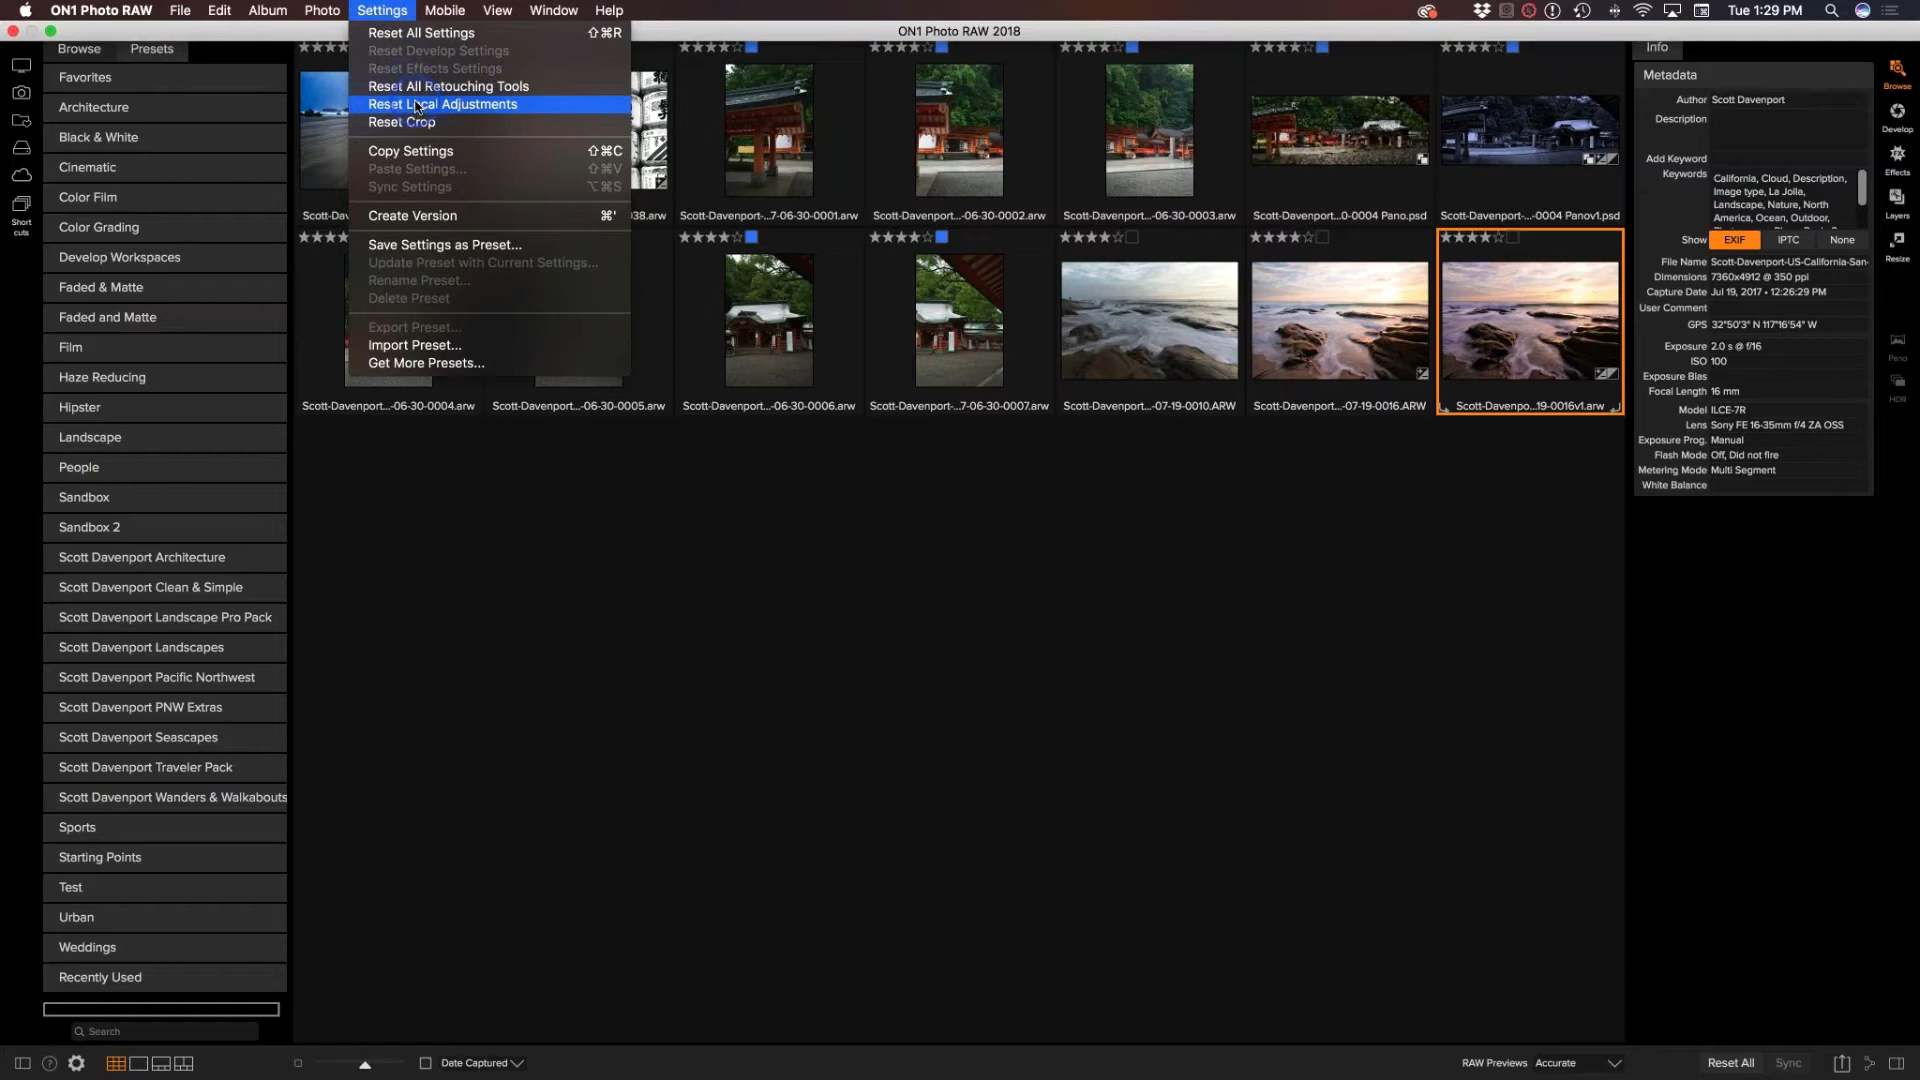 ON1 Photo RAW File Edit Album Photo Settings Mobile View Window Help Tue 1:29 PM
ON1 Photo RAW 2018
Browse Presets
Favorites
Architecture
Black & White
Cinematic
Color Film
Color Grading
Develop Workspaces
Faded & Matte
Faded and Matte
Film
Haze Reducing
Hipster
Landscape
People
Sandbox
Sandbox 2
Scott Davenport Architecture
Scott Davenport Clean & Simple
Scott Davenport Landscape Pro Pack
Scott Davenport Landscapes
Scott Davenport Pacific Northwest
Scott Davenport PNW Extras
Scott Davenport Seascapes
Scott Davenport Traveler Pack
Scott Davenport Wanders & Walkabouts
Sports
Starting Points
Test
Urban
Weddings
Recently Used
Search
Short
cuts
Reset All Settings ⇧⌘R
Reset Develop Settings
Reset Effects Settings
Reset All Retouching Tools
Reset Local Adjustments
Reset Crop
Copy Settings ⇧⌘C
Paste Settings... ⇧⌘V
Sync Settings ⌥⌘S
Create Version ⌘'
Save Settings as Preset...
Update Preset with Current Settings...
Rename Preset...
Delete Preset
Export Preset...
Import Preset...
Get More Presets...
Scott-Da 38.arw Scott-Davenport-...7-06-30-0001.arw Scott-Davenport...-06-30-0002.arw Scott-Davenport...-06-30-0003.arw Scott-Davenport...0-0004 Pano.psd Scott-Davenport-...-0004 Panov1.psd
Scott-Davenport...-06-30-0004.arw Scott-Davenport...-06-30-0005.arw Scott-Davenport...-06-30-0006.arw Scott-Davenport-...7-06-30-0007.arw Scott-Davenport...-07-19-0010.ARW Scott-Davenport...-07-19-0016.ARW Scott-Davenpo...19-0016v1.arw
Info
Metadata
Author Scott Davenport
Description
Add Keyword
Keywords California, Cloud, Description,
Image type, La Jolla,
Landscape, Nature, North
America, Ocean, Outdoor,
Show EXIF IPTC None
File Name Scott-Davenport-US-California-San-
Dimensions 7360x4912 @ 350 ppi
Capture Date Jul 19, 2017 • 12:26:29 PM
User Comment
GPS 32°50'3" N 117°16'54" W
Exposure 2.0 s @ f/16
ISO 100
Exposure Bias
Focal Length 16 mm
Model ILCE-7R
Lens Sony FE 16-35mm f/4 ZA OSS
Exposure Prog. Manual
Flash Mode Off, Did not fire
Metering Mode Multi Segment
White Balance
Browse
Develop
Effects
Layers
Resize
Pano
HDR
Date Captured RAW Previews Accurate Reset All Sync